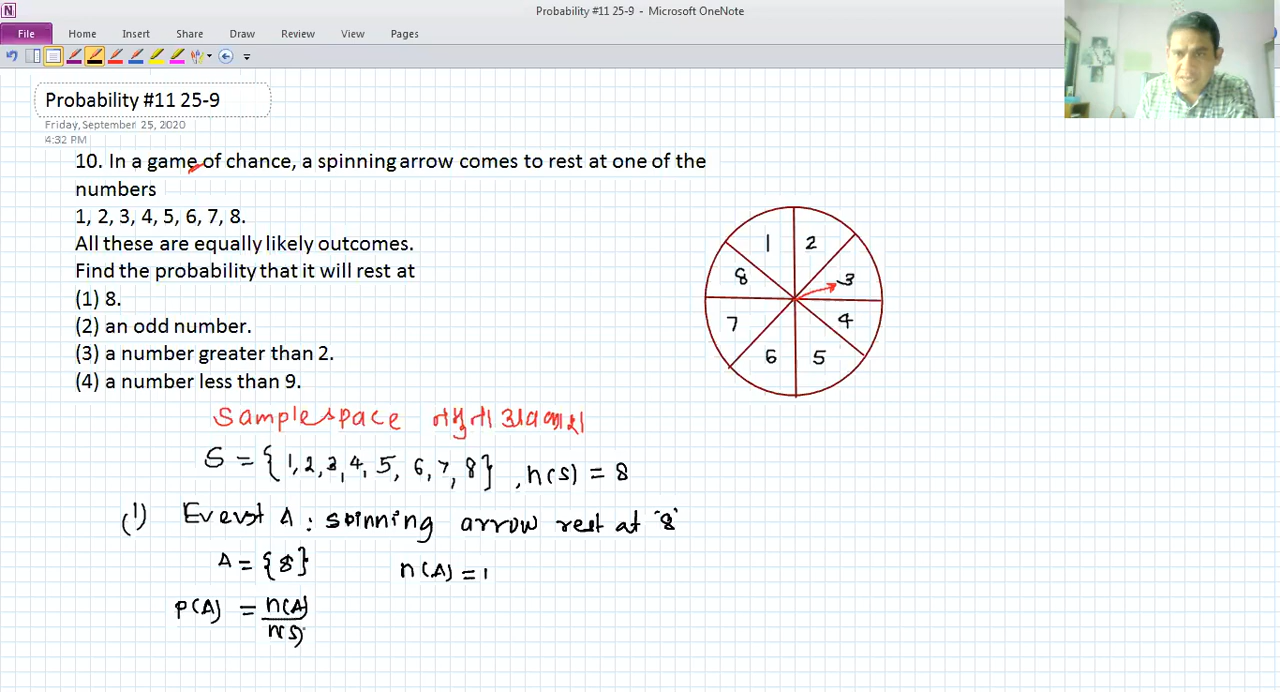 Probability #11 25-9 - Microsoft OneNote
File Home Insert Share Draw Review View Pages
Probability #11 25-9
Friday, September 25, 2020
4:32 PM
10. In a game of chance, a spinning arrow comes to rest at one of the
numbers
1, 2, 3, 4, 5, 6, 7, 8.
All these are equally likely outcomes.
Find the probability that it will rest at
(1) 8.
(2) an odd number.
(3) a number greater than 2.
(4) a number less than 9.
1 2
8 3
7 4
6 5
Sample space
S = {1, 2, 3, 4, 5, 6, 7, 8} , n(S) = 8
(1) Event A : spinning arrow rest at '8'
A = {8} n(A) = 1
P(A) = n(A)
n(S)